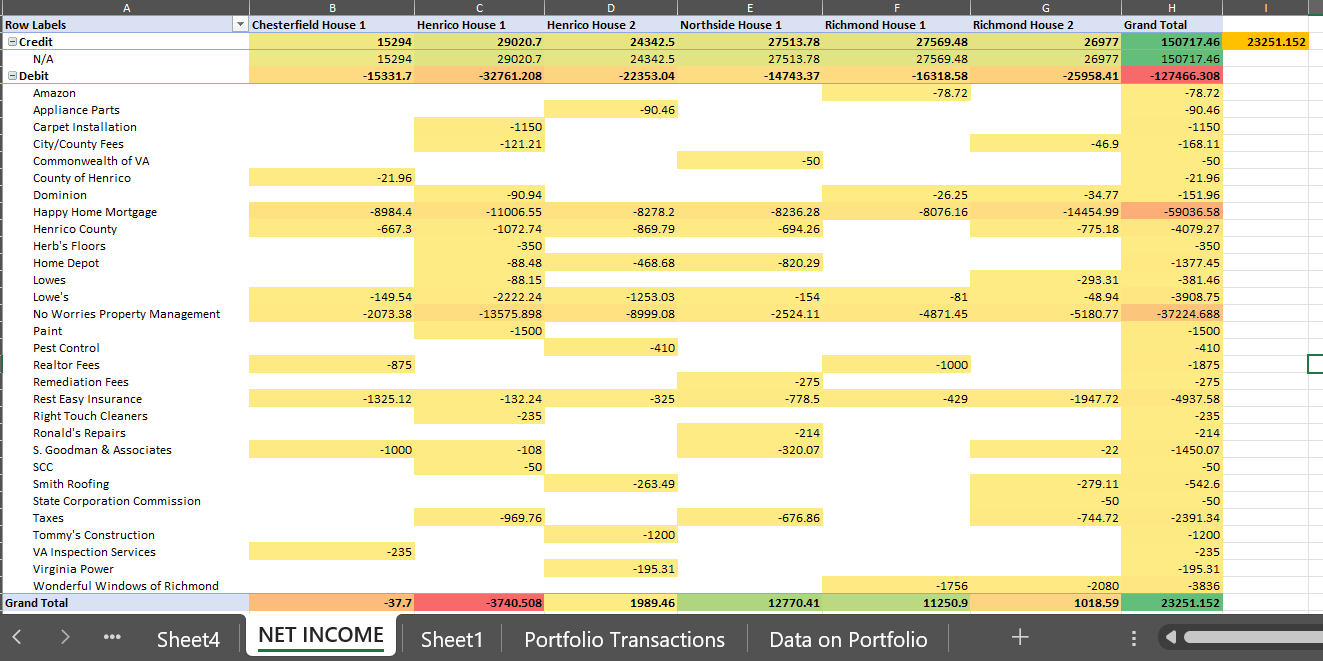 A B C D E F G H I
Row Labels Chesterfield House 1 Henrico House 1 Henrico House 2 Northside House 1 Richmond House 1 Richmond House 2 Grand Total
Credit 15294 29020.7 24342.5 27513.78 27569.48 26977 150717.46 23251.152
N/A 15294 29020.7 24342.5 27513.78 27569.48 26977 150717.46
Debit -15331.7 -32761.208 -22353.04 -14743.37 -16318.58 -25958.41 -127466.308
Amazon -78.72 -78.72
Appliance Parts -90.46 -90.46
Carpet Installation -1150 -1150
City/County Fees -121.21 -46.9 -168.11
Commonwealth of VA -50 -50
County of Henrico -21.96 -21.96
Dominion -90.94 -26.25 -34.77 -151.96
Happy Home Mortgage -8984.4 -11006.55 -8278.2 -8236.28 -8076.16 -14454.99 -59036.58
Henrico County -667.3 -1072.74 -869.79 -694.26 -775.18 -4079.27
Herb's Floors -350 -350
Home Depot -88.48 -468.68 -820.29 -1377.45
Lowes -88.15 -293.31 -381.46
Lowe's -149.54 -2222.24 -1253.03 -154 -81 -48.94 -3908.75
No Worries Property Management -2073.38 -13575.898 -8999.08 -2524.11 -4871.45 -5180.77 -37224.688
Paint -1500 -1500
Pest Control -410 -410
Realtor Fees -875 -1000 -1875
Remediation Fees -275 -275
Rest Easy Insurance -1325.12 -132.24 -325 -778.5 -429 -1947.72 -4937.58
Right Touch Cleaners -235 -235
Ronald's Repairs -214 -214
S. Goodman & Associates -1000 -108 -320.07 -22 -1450.07
SCC -50 -50
Smith Roofing -263.49 -279.11 -542.6
State Corporation Commission -50 -50
Taxes -969.76 -676.86 -744.72 -2391.34
Tommy's Construction -1200 -1200
VA Inspection Services -235 -235
Virginia Power -195.31 -195.31
Wonderful Windows of Richmond -1756 -2080 -3836
Grand Total -37.7 -3740.508 1989.46 12770.41 11250.9 1018.59 23251.152
Sheet4 NET INCOME Sheet1 Portfolio Transactions Data on Portfolio